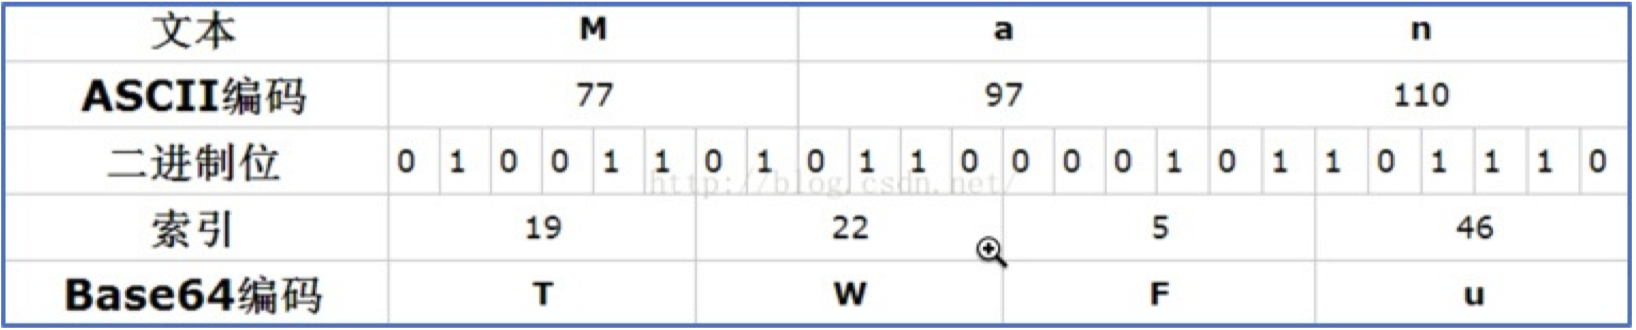 文本 M a n
ASCII编码 77 97 110
二进制位 0 1 0 0 1 1 0 1 0 1 1 0 0 0 0 1 0 1 1 0 1 1 1 0
http://blog.csdn.net/
索引 19 22 5 46
Base64编码 T W F u